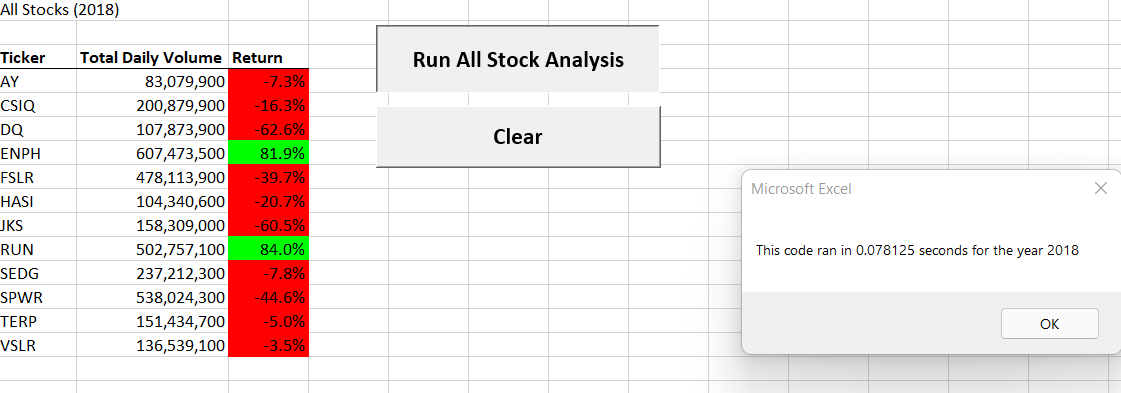 All Stocks (2018)
Ticker Total Daily Volume Return
AY 83,079,900 -7.3%
CSIQ 200,879,900 -16.3%
DQ 107,873,900 -62.6%
ENPH 607,473,500 81.9%
FSLR 478,113,900 -39.7%
HASI 104,340,600 -20.7%
JKS 158,309,000 -60.5%
RUN 502,757,100 84.0%
SEDG 237,212,300 -7.8%
SPWR 538,024,300 -44.6%
TERP 151,434,700 -5.0%
VSLR 136,539,100 -3.5%
Run All Stock Analysis
Clear
Microsoft Excel
This code ran in 0.078125 seconds for the year 2018
OK